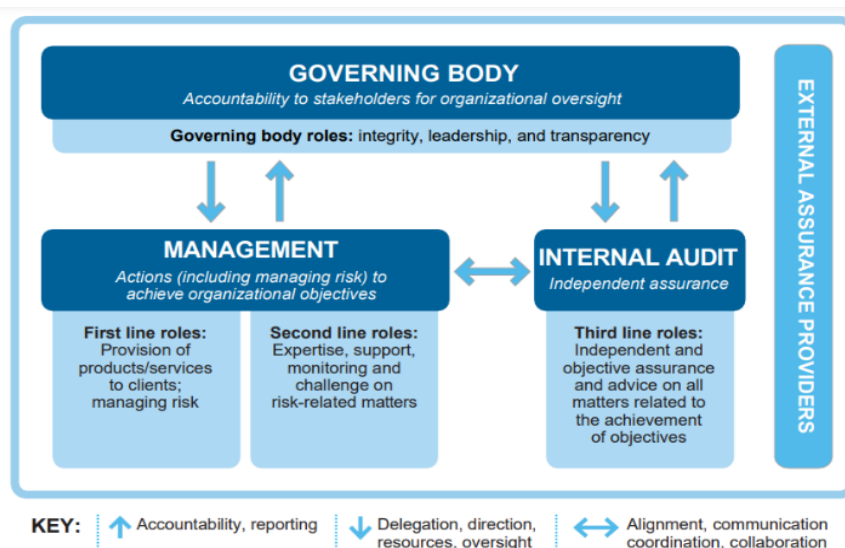 GOVERNING BODY
Accountability to stakeholders for organizational oversight
Governing body roles: integrity, leadership, and transparency
MANAGEMENT
Actions (including managing risk) to
achieve organizational objectives
First line roles:
Provision of
products/services
to clients;
managing risk
Second line roles:
Expertise, support,
monitoring and
challenge on
risk-related matters
INTERNAL AUDIT
Independent assurance
Third line roles:
Independent and
objective assurance
and advice on all
matters related to
the achievement
of objectives
EXTERNAL ASSURANCE PROVIDERS
KEY:
Accountability, reporting
Delegation, direction,
resources, oversight
Alignment, communication
coordination, collaboration